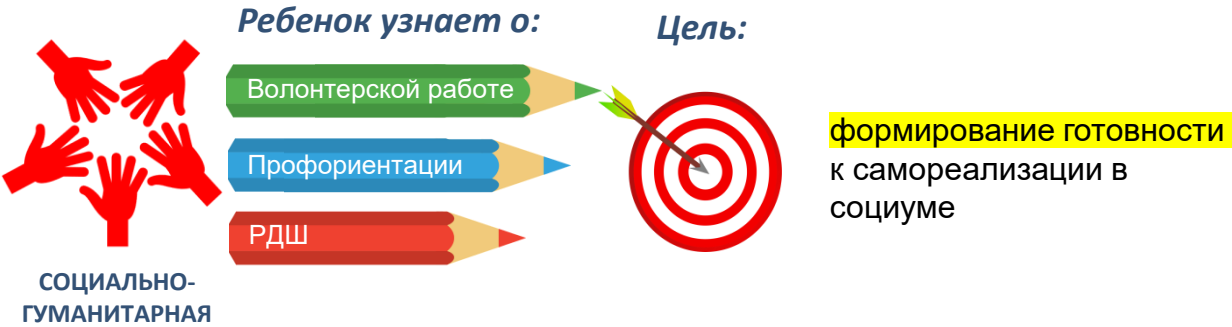 Ребенок узнает о:
Цель:
Волонтерской работе
Профориентации
РДШ
формирование готовности
к самореализации в
социуме
СОЦИАЛЬНО-
ГУМАНИТАРНАЯ